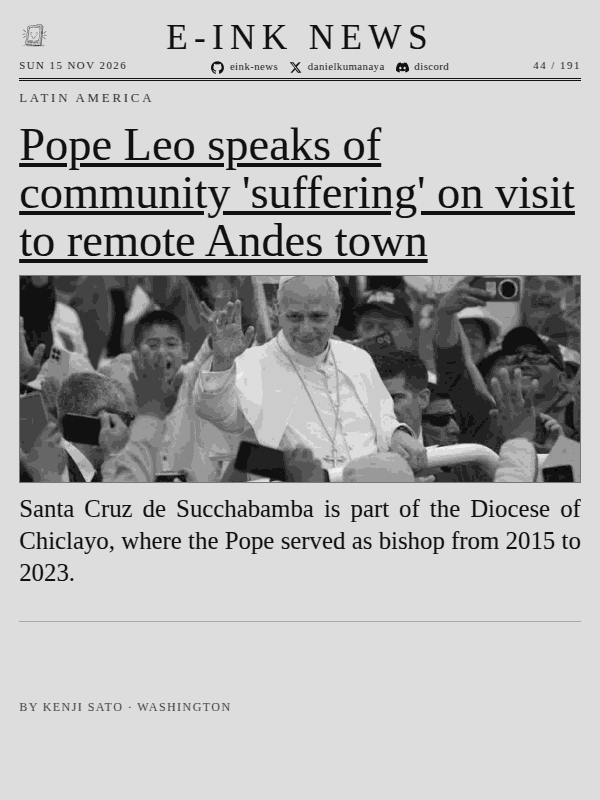 E-INK NEWS
SUN 15 NOV 2026
eink-news danielkumanaya discord
44 / 191
LATIN AMERICA
Pope Leo speaks of
community 'suffering' on visit
to remote Andes town
Santa Cruz de Succhabamba is part of the Diocese of
Chiclayo, where the Pope served as bishop from 2015 to
2023.
BY KENJI SATO · WASHINGTON